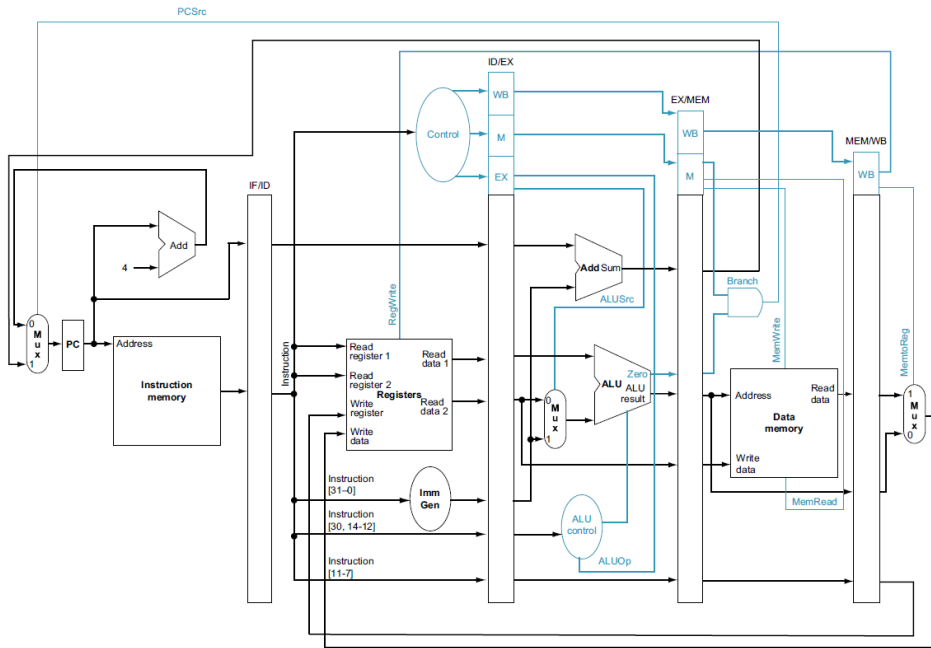 PCSrc
ID/EX
WB
EX/MEM
Control
M
WB
MEM/WB
EX
M
WB
IF/ID
Add
4
Add Sum
Branch
ALUSrc
RegWrite
MemWrite
MemtoReg
0
M
u
x
1
PC
Address
Instruction
memory
Instruction
Read
register 1
Read
data 1
Read
register 2
Registers
Write
register
Read
data 2
Write
data
Zero
ALU
ALU
result
0
M
u
x
1
Address
Read
data
Data
memory
Write
data
1
M
u
x
0
MemRead
Instruction
[31–0]
Imm
Gen
Instruction
[30, 14-12]
ALU
control
ALUOp
Instruction
[11-7]